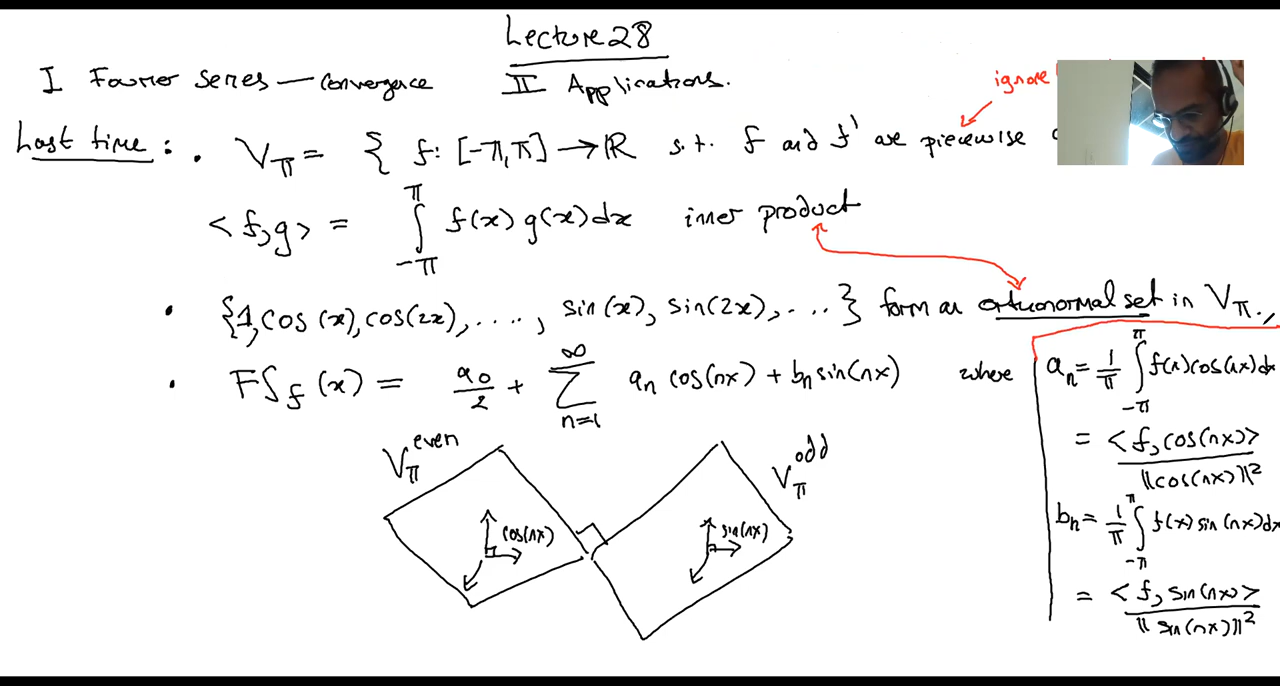 Lecture 28
I Fourier Series — Convergence II Applications.
ignore
Last time : • V_π = { f: [-π, π] → ℝ s.t. f and f' are piecewise
<f, g> = ∫_{-π}^{π} f(x) g(x) dx inner product
• {1, cos(x), cos(2x), ...., sin(x), sin(2x), ...} form an orthonormal set in V_π.
• FS_f(x) = a_0/2 + ∑_{n=1}^{∞} a_n cos(nx) + b_n sin(nx) where a_n = 1/π ∫_{-π}^{π} f(x) cos(nx) dx
= <f, cos(nx)> / ||cos(nx)||²
b_n = 1/π ∫_{-π}^{π} f(x) sin(nx) dx
= <f, sin(nx)> / ||sin(nx)||²
V_π^even V_π^odd
cos(nx) sin(nx)